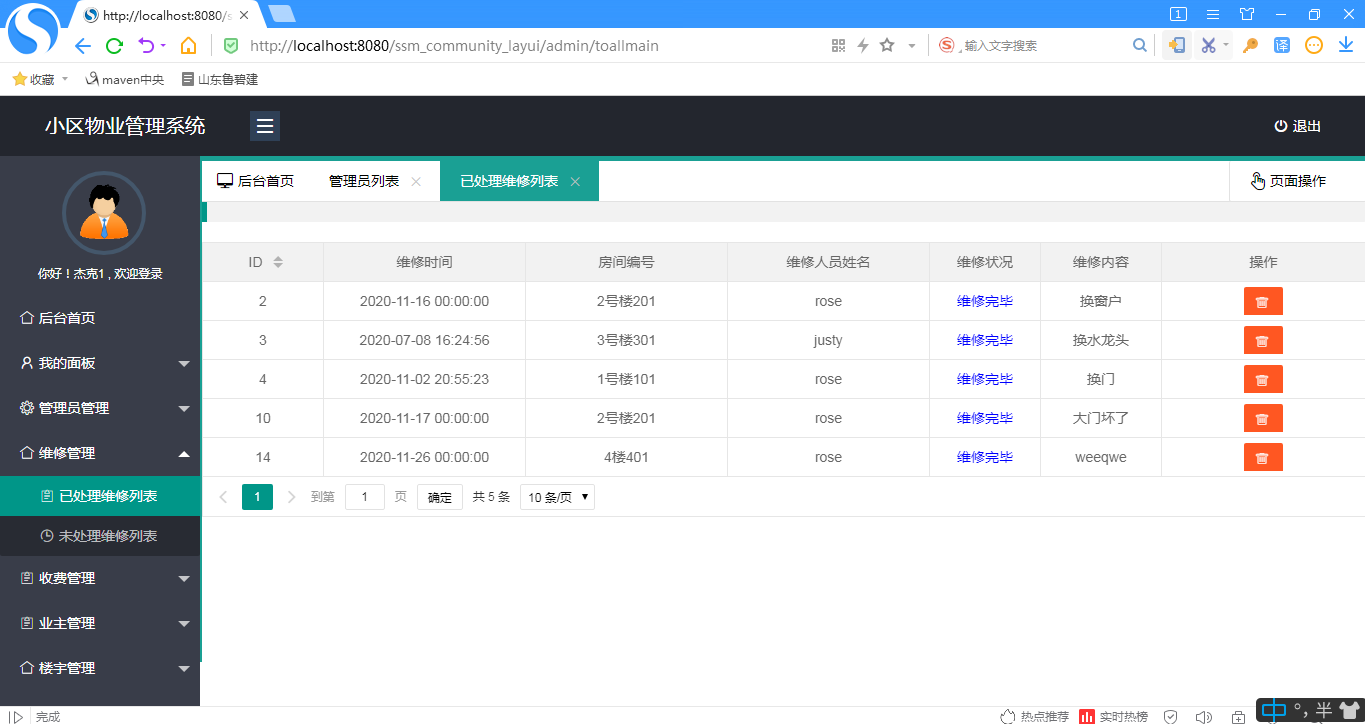 http://localhost:8080/s
1
http://localhost:8080/ssm_community_layui/admin/toallmain
输入文字搜索
译
收藏 maven中央 山东鲁碧建
小区物业管理系统
退出
你好！杰克1 , 欢迎登录
后台首页
我的面板
管理员管理
维修管理
已处理维修列表
未处理维修列表
收费管理
业主管理
楼宇管理
后台首页 管理员列表 已处理维修列表 页面操作
ID 维修时间 房间编号 维修人员姓名 维修状况 维修内容 操作
2 2020-11-16 00:00:00 2号楼201 rose 维修完毕 换窗户
3 2020-07-08 16:24:56 3号楼301 justy 维修完毕 换水龙头
4 2020-11-02 20:55:23 1号楼101 rose 维修完毕 换门
10 2020-11-17 00:00:00 2号楼201 rose 维修完毕 大门坏了
14 2020-11-26 00:00:00 4楼401 rose 维修完毕 weeqwe
1 到第 1 页 确定 共 5 条 10 条/页
完成
热点推荐 实时热榜
中 °, 半